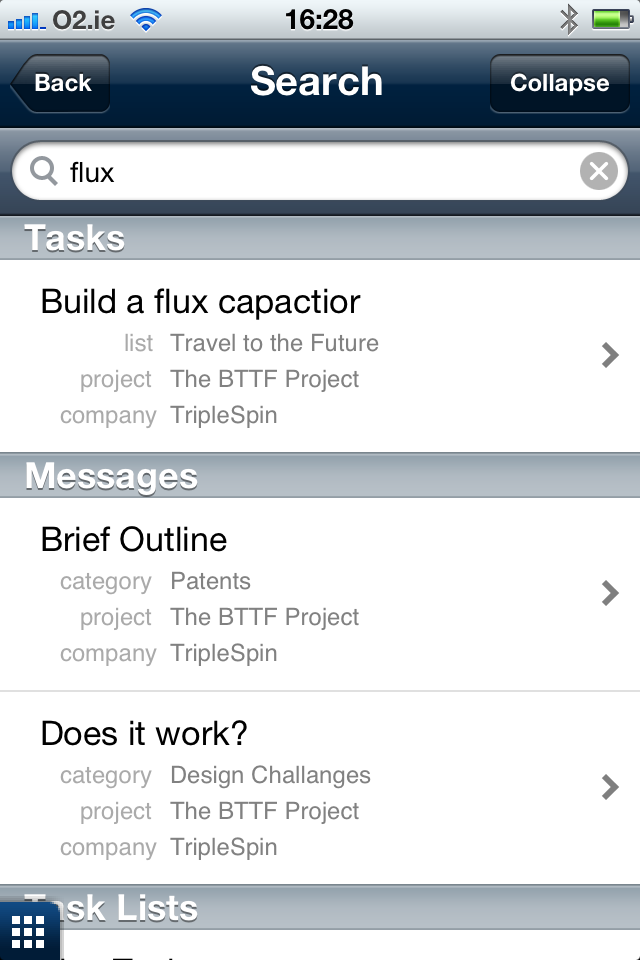 O2.ie 16:28
Back Search Collapse
flux
Tasks
Build a flux capactior
list Travel to the Future
project The BTTF Project
company TripleSpin
Messages
Brief Outline
category Patents
project The BTTF Project
company TripleSpin
Does it work?
category Design Challanges
project The BTTF Project
company TripleSpin
Task Lists